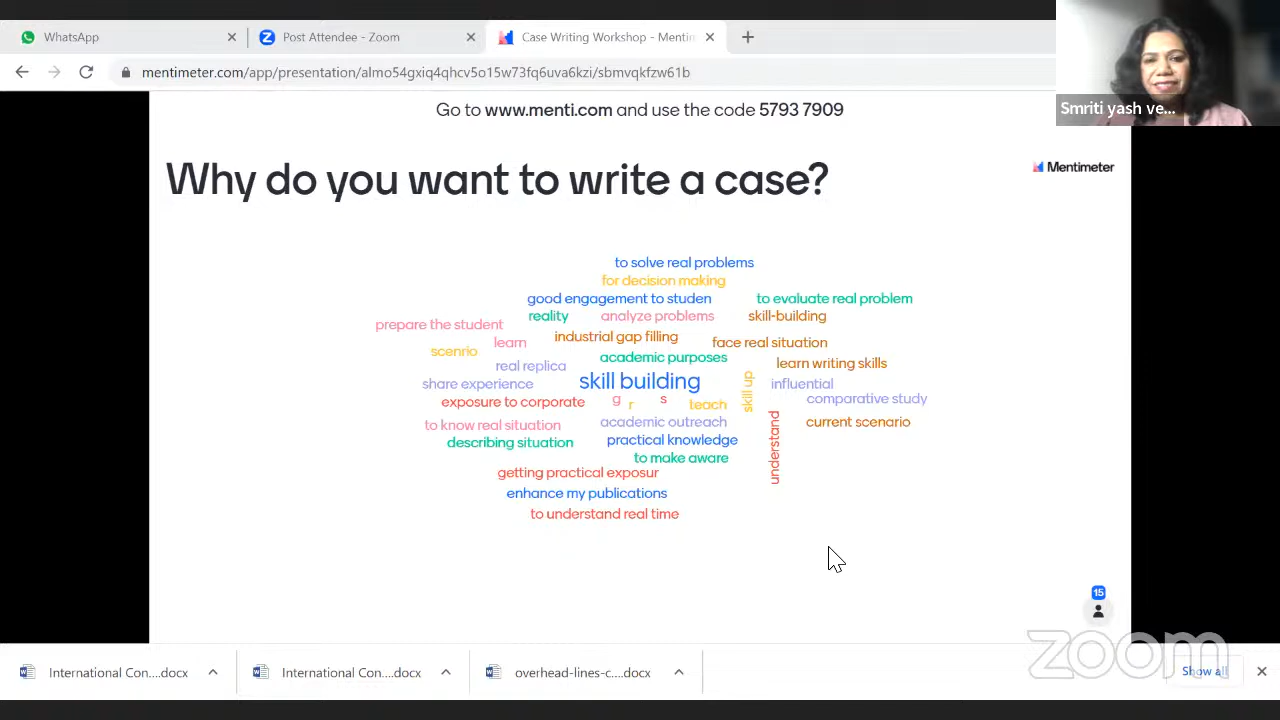 WhatsApp
Post Attendee - Zoom
Case Writing Workshop - Mentim
mentimeter.com/app/presentation/almo54gxiq4qhcv5o15w73fq6uva6kzi/sbmvqkfzw61b
Smriti yash ve...
Go to www.menti.com and use the code 5793 7909
Why do you want to write a case?
Mentimeter
to solve real problems
for decision making
good engagement to studen
to evaluate real problem
reality
analyze problems
skill-building
prepare the student
industrial gap filling
learn
face real situation
scenrio
academic purposes
real replica
learn writing skills
share experience
skill building
skill up
influential
exposure to corporate
g
r
s
teach
comparative study
to know real situation
academic outreach
current scenario
describing situation
practical knowledge
understand
to make aware
getting practical exposur
enhance my publications
to understand real time
15
International Con....docx
International Con....docx
overhead-lines-c....docx
Show all
zoom